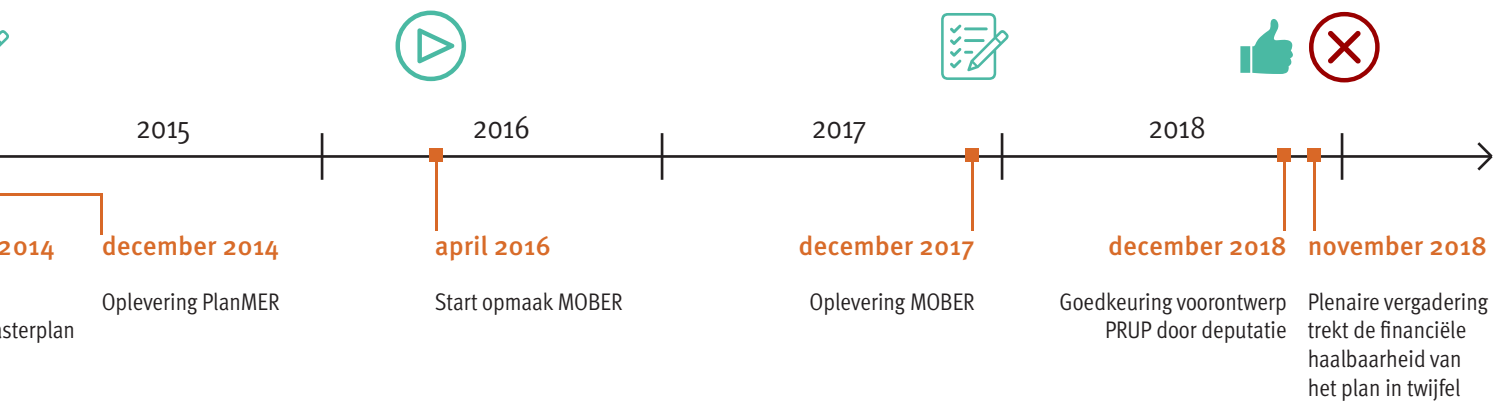 2015
2016
2017
2018
2014
asterplan
december 2014
Oplevering PlanMER
april 2016
Start opmaak MOBER
december 2017
Oplevering MOBER
december 2018
Goedkeuring voorontwerp
PRUP door deputatie
november 2018
Plenaire vergadering
trekt de financiële
haalbaarheid van
het plan in twijfel